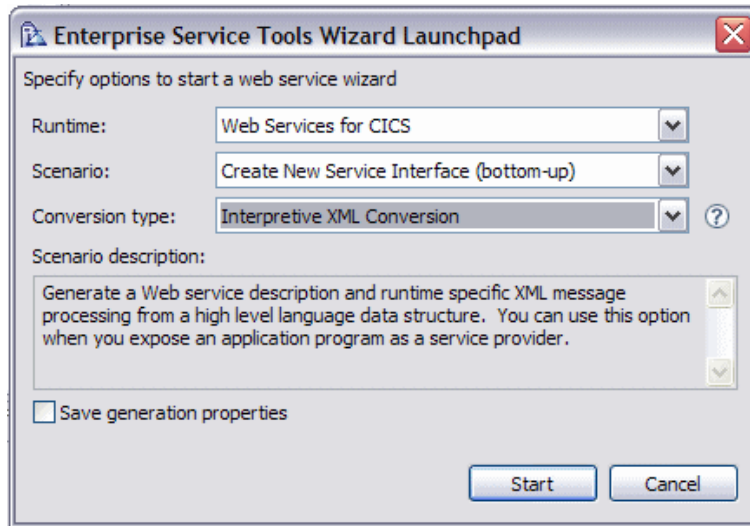 Enterprise Service Tools Wizard Launchpad
Specify options to start a web service wizard
Runtime: Web Services for CICS
Scenario: Create New Service Interface (bottom-up)
Conversion type: Interpretive XML Conversion ?
Scenario description:
Generate a Web service description and runtime specific XML message
processing from a high level language data structure. You can use this option
when you expose an application program as a service provider.
Save generation properties
Start Cancel